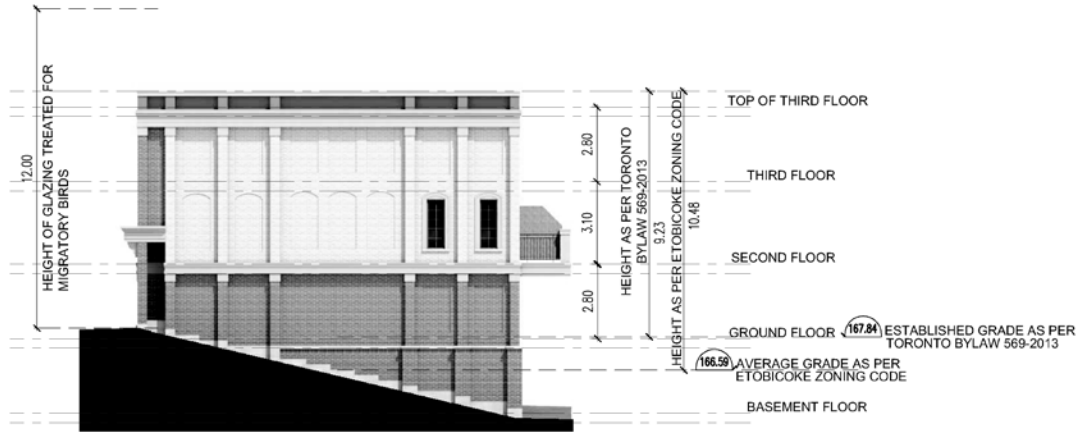 12.00
HEIGHT OF GLAZING TREATED FOR
MIGRATORY BIRDS
2.80
3.10
2.80
HEIGHT AS PER TORONTO
BYLAW 569-2013
9.23
HEIGHT AS PER ETOBICOKE ZONING CODE
10.48
TOP OF THIRD FLOOR
THIRD FLOOR
SECOND FLOOR
GROUND FLOOR
167.84
ESTABLISHED GRADE AS PER
TORONTO BYLAW 569-2013
166.59
AVERAGE GRADE AS PER
ETOBICOKE ZONING CODE
BASEMENT FLOOR